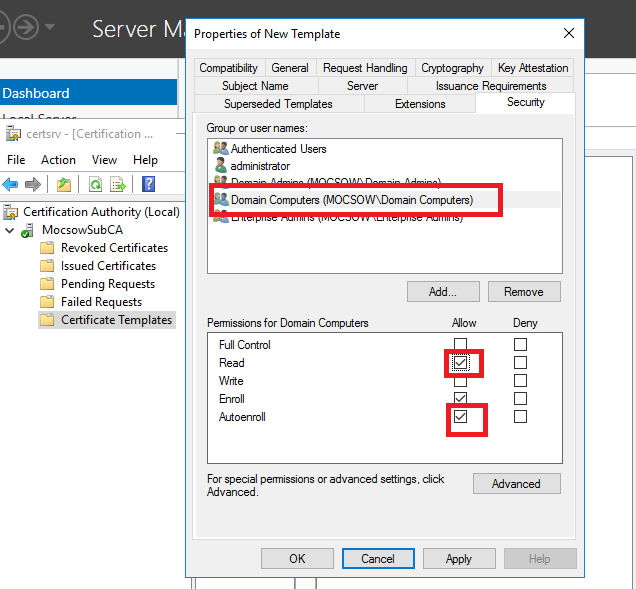 Server Ma
Dashboard
Local Server
certsrv - [Certification ...
File Action View Help
Certification Authority (Local)
MocsowSubCA
Revoked Certificates
Issued Certificates
Pending Requests
Failed Requests
Certificate Templates
Properties of New Template
Compatibility General Request Handling Cryptography Key Attestation
Subject Name Server Issuance Requirements
Superseded Templates Extensions Security
Group or user names:
Authenticated Users
administrator
Domain Admins (MOCSOW\Domain Admins)
Domain Computers (MOCSOW\Domain Computers)
Enterprise Admins (MOCSOW\Enterprise Admins)
Add... Remove
Permissions for Domain Computers Allow Deny
Full Control
Read
Write
Enroll
Autoenroll
For special permissions or advanced settings, click
Advanced.
Advanced
OK Cancel Apply Help